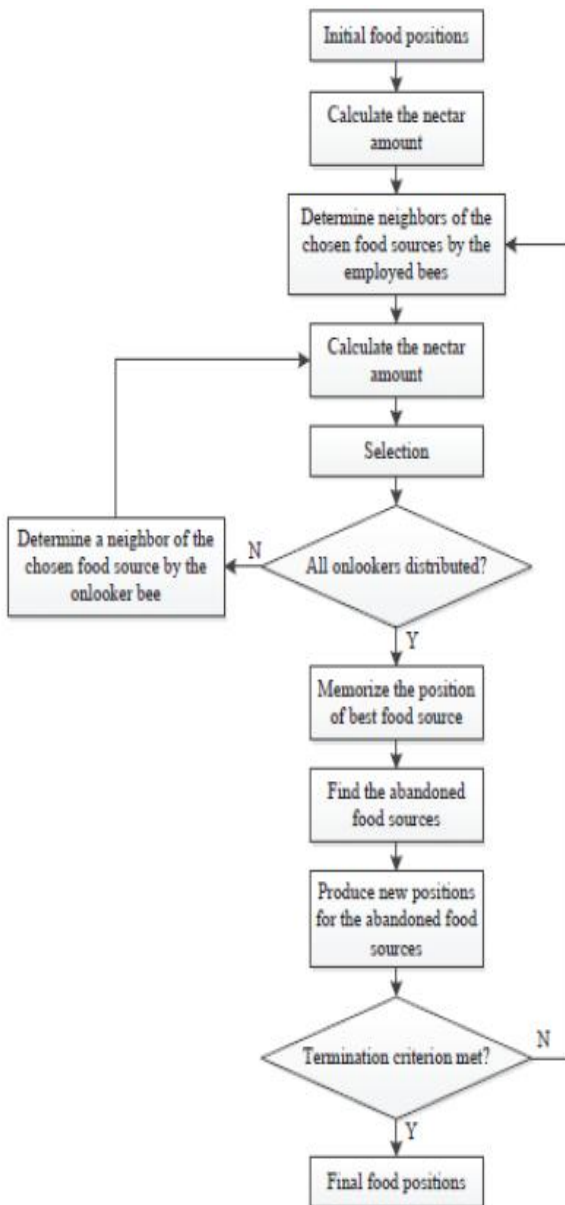 Initial food positions
Calculate the nectar
amount
Determine neighbors of the
chosen food sources by the
employed bees
Calculate the nectar
amount
Selection
All onlookers distributed?
N
Determine a neighbor of the
chosen food source by the
onlooker bee
Y
Memorize the position
of best food source
Find the abandoned
food sources
Produce new positions
for the abandoned food
sources
Termination criterion met?
N
Y
Final food positions